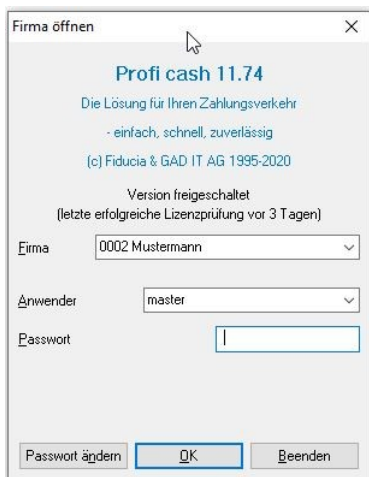 Firma öffnen
Profi cash 11.74
Die Lösung für Ihren Zahlungsverkehr
- einfach, schnell, zuverlässig
(c) Fiducia & GAD IT AG 1995-2020
Version freigeschaltet
(letzte erfolgreiche Lizenzprüfung vor 3 Tagen)
Firma 0002 Mustermann
Anwender master
Passwort
Passwort ändern OK Beenden